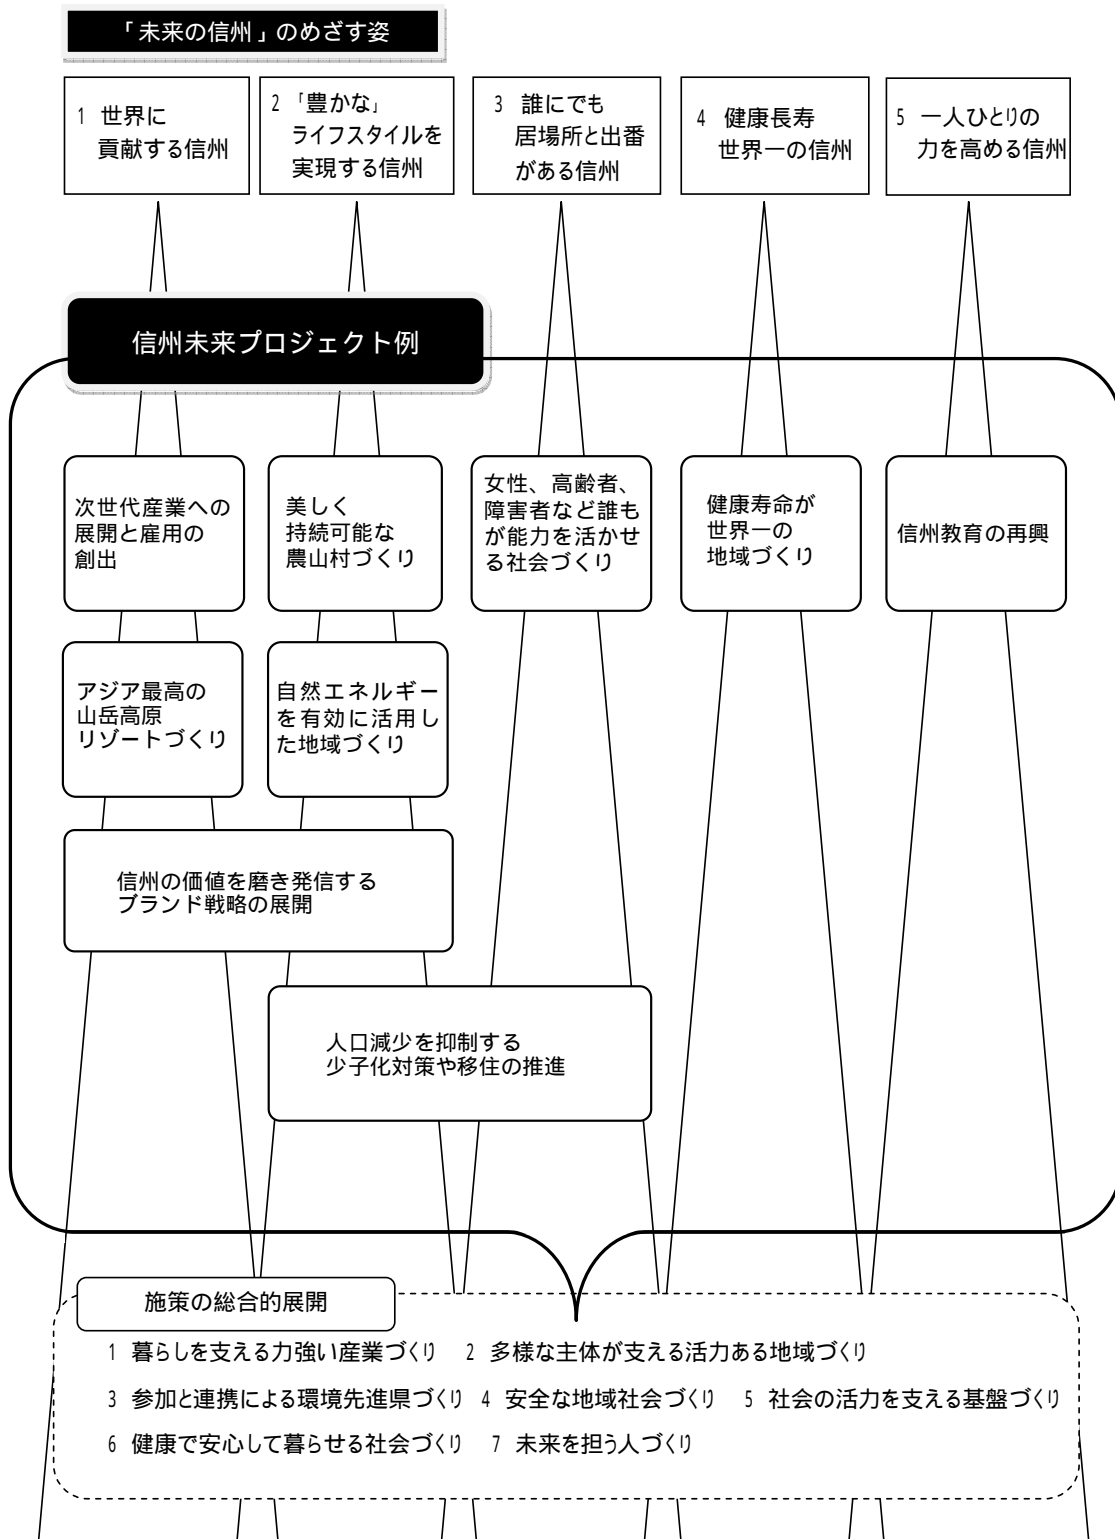 「未来の信州」のめざす姿
1 世界に
貢献する信州
2 「豊かな」
ライフスタイルを
実現する信州
3 誰にでも
居場所と出番
がある信州
4 健康長寿
世界一の信州
5 一人ひとりの
力を高める信州
信州未来プロジェクト例
次世代産業への
展開と雇用の
創出
美しく
持続可能な
農山村づくり
女性、高齢者、
障害者など誰も
が能力を活かせ
る社会づくり
健康寿命が
世界一の
地域づくり
信州教育の再興
アジア最高の
山岳高原
リゾートづくり
自然エネルギー
を有効に活用し
た地域づくり
信州の価値を磨き発信する
ブランド戦略の展開
人口減少を抑制する
少子化対策や移住の推進
施策の総合的展開
1 暮らしを支える力強い産業づくり 2 多様な主体が支える活力ある地域づくり
3 参加と連携による環境先進県づくり 4 安全な地域社会づくり 5 社会の活力を支える基盤づくり
6 健康で安心して暮らせる社会づくり 7 未来を担う人づくり